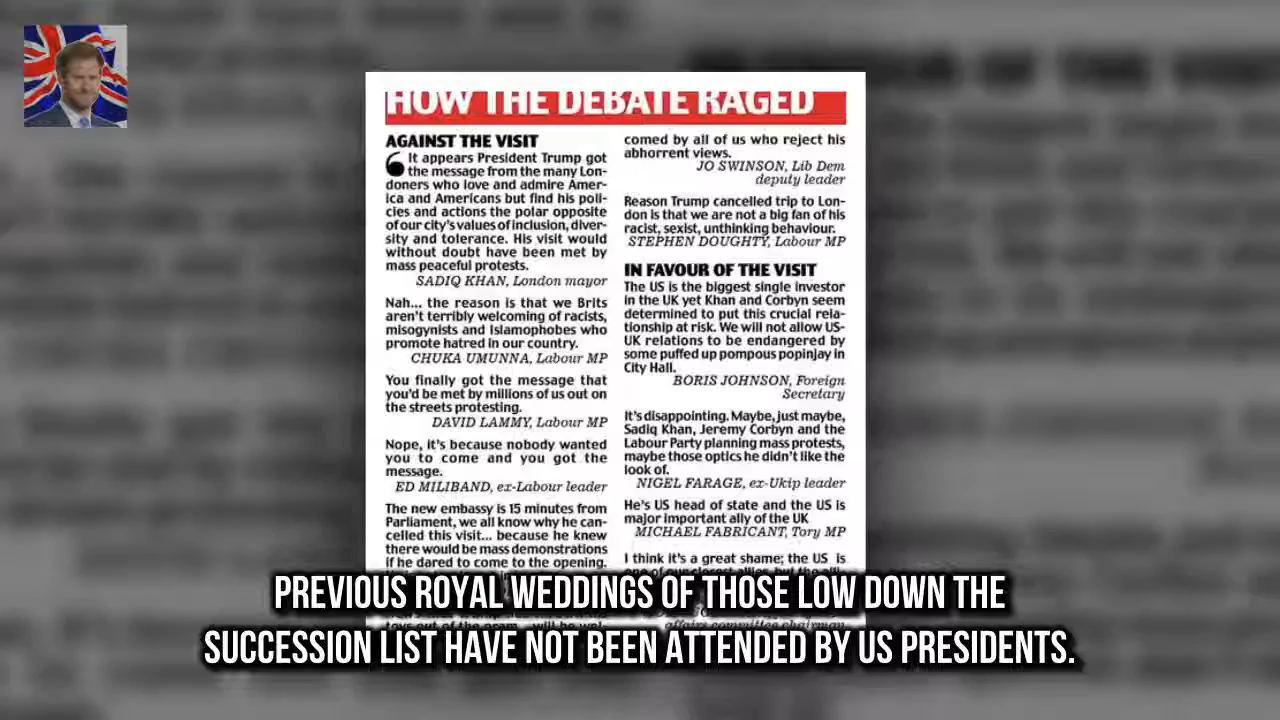 HOW THE DEBATE RAGED
AGAINST THE VISIT
It appears President Trump got
the message from the many Lon-
doners who love and admire Amer-
ica and Americans but find his poli-
cies and actions the polar opposite
of our city's values of inclusion, diver-
sity and tolerance. His visit would
without doubt have been met by
mass peaceful protests.
SADIQ KHAN, London mayor
Nah... the reason is that we Brits
aren't terribly welcoming of racists,
misogynists and Islamophobes who
promote hatred in our country.
CHUKA UMUNNA, Labour MP
You finally got the message that
you'd be met by millions of us out on
the streets protesting.
DAVID LAMMY, Labour MP
Nope, it's because nobody wanted
you to come and you got the
message.
ED MILIBAND, ex-Labour leader
The new embassy is 15 minutes from
Parliament, we all know why he can-
celled this visit... because he knew
there would be mass demonstrations
if he dared to come to the opening.
comed by all of us who reject his
abhorrent views.
JO SWINSON, Lib Dem
deputy leader
Reason Trump cancelled trip to Lon-
don is that we are not a big fan of his
racist, sexist, unthinking behaviour.
STEPHEN DOUGHTY, Labour MP
IN FAVOUR OF THE VISIT
The US is the biggest single investor
in the UK yet Khan and Corbyn seem
determined to put this crucial rela-
tionship at risk. We will not allow US-
UK relations to be endangered by
some puffed up pompous popinjay in
City Hall.
BORIS JOHNSON, Foreign
Secretary
It's disappointing. Maybe, just maybe,
Sadiq Khan, Jeremy Corbyn and the
Labour Party planning mass protests,
maybe those optics he didn't like the
look of.
NIGEL FARAGE, ex-Ukip leader
He's US head of state and the US is
major important ally of the UK
MICHAEL FABRICANT, Tory MP
I think it's a great shame; the US is
affairs committee chairman
PREVIOUS ROYAL WEDDINGS OF THOSE LOW DOWN THE
SUCCESSION LIST HAVE NOT BEEN ATTENDED BY US PRESIDENTS.